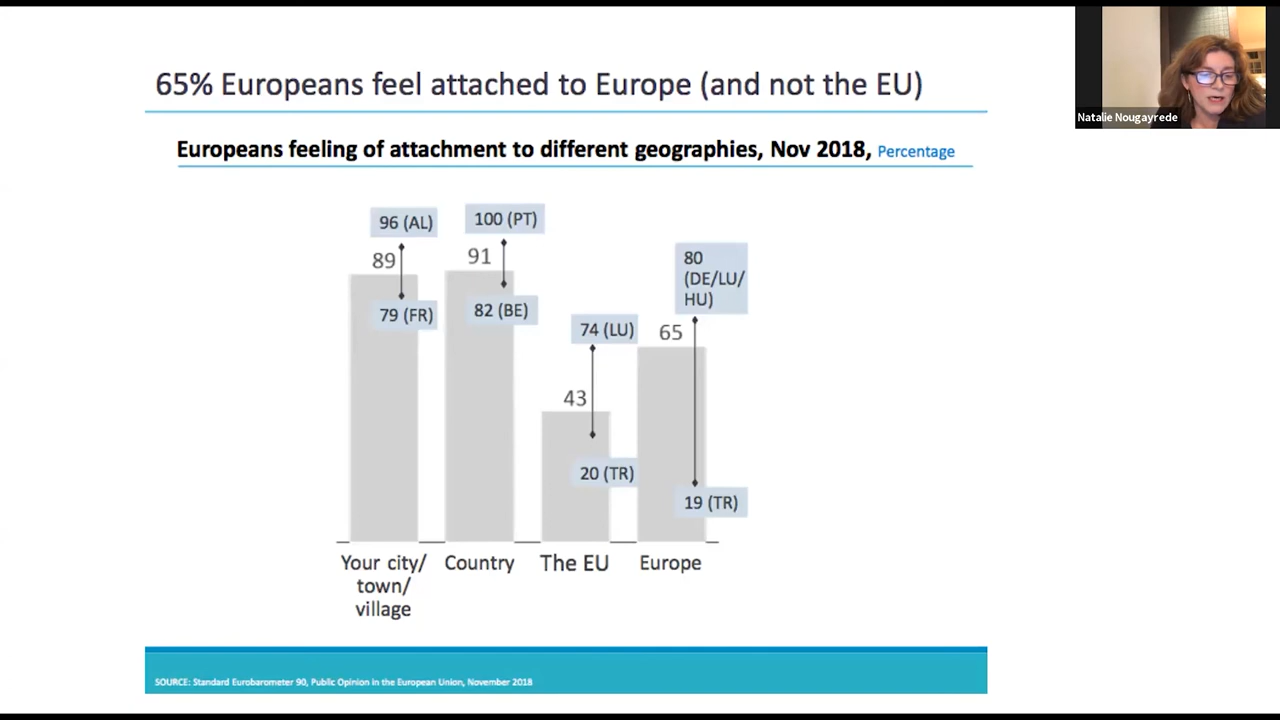 65% Europeans feel attached to Europe (and not the EU)
Natalie Nougayrede
Europeans feeling of attachment to different geographies, Nov 2018, Percentage
96 (AL)
89
79 (FR)
100 (PT)
91
82 (BE)
74 (LU)
43
20 (TR)
80
(DE/LU/
HU)
65
19 (TR)
Your city/
town/
village
Country
The EU
Europe
SOURCE: Standard Eurobarometer 90, Public Opinion in the European Union, November 2018